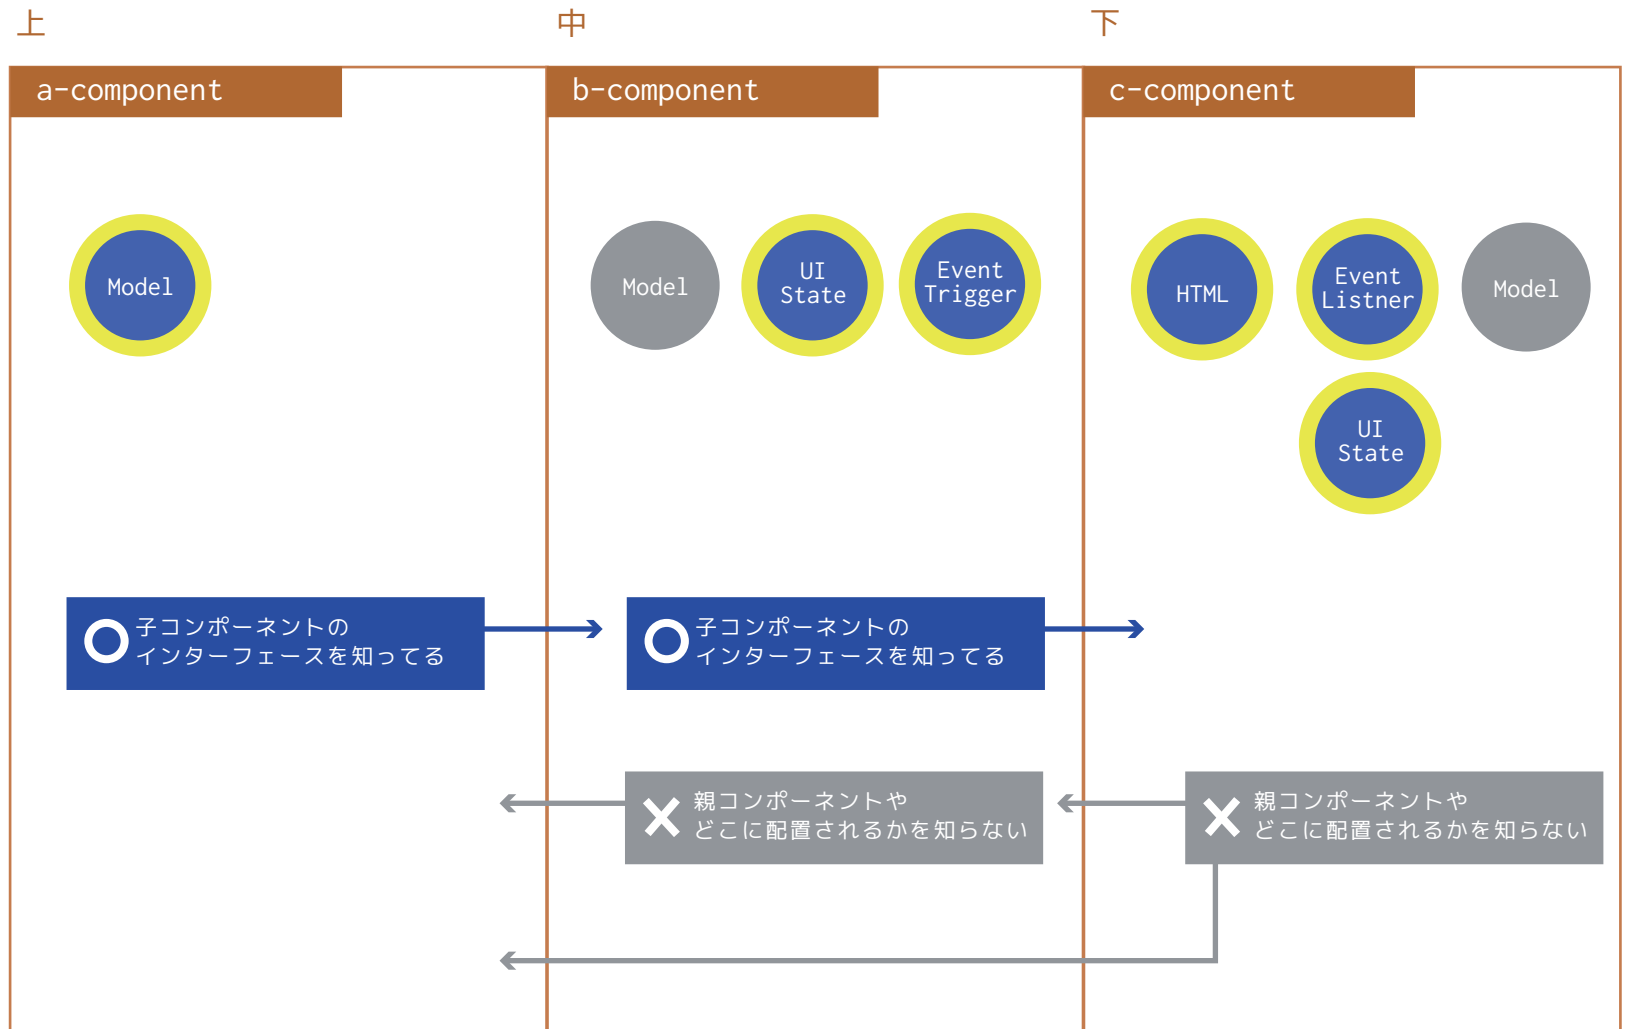 上
中
下
a-component
b-component
c-component
Model
Model
UI
State
Event
Trigger
HTML
Event
Listner
Model
UI
State
子コンポーネントの
インターフェースを知ってる
子コンポーネントの
インターフェースを知ってる
親コンポーネントや
どこに配置されるかを知らない
親コンポーネントや
どこに配置されるかを知らない